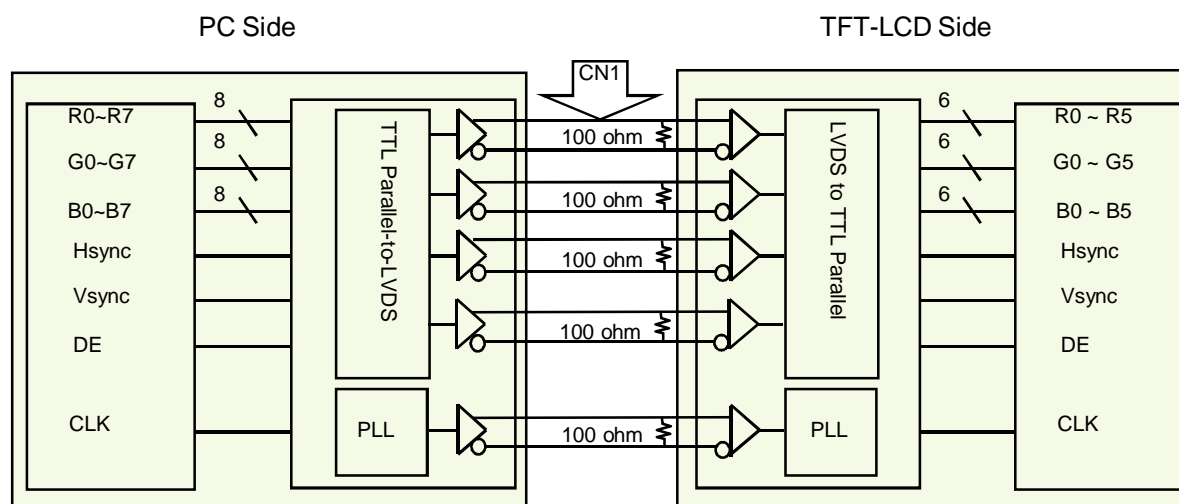 PC Side
TFT-LCD Side
CN1
R0~R7
8
G0~G7
8
B0~B7
8
Hsync
Vsync
DE
CLK
TTL Parallel-to-LVDS
PLL
100 ohm
100 ohm
100 ohm
100 ohm
100 ohm
LVDS to TTL Parallel
PLL
6
R0 ~ R5
6
G0 ~ G5
6
B0 ~ B5
Hsync
Vsync
DE
CLK